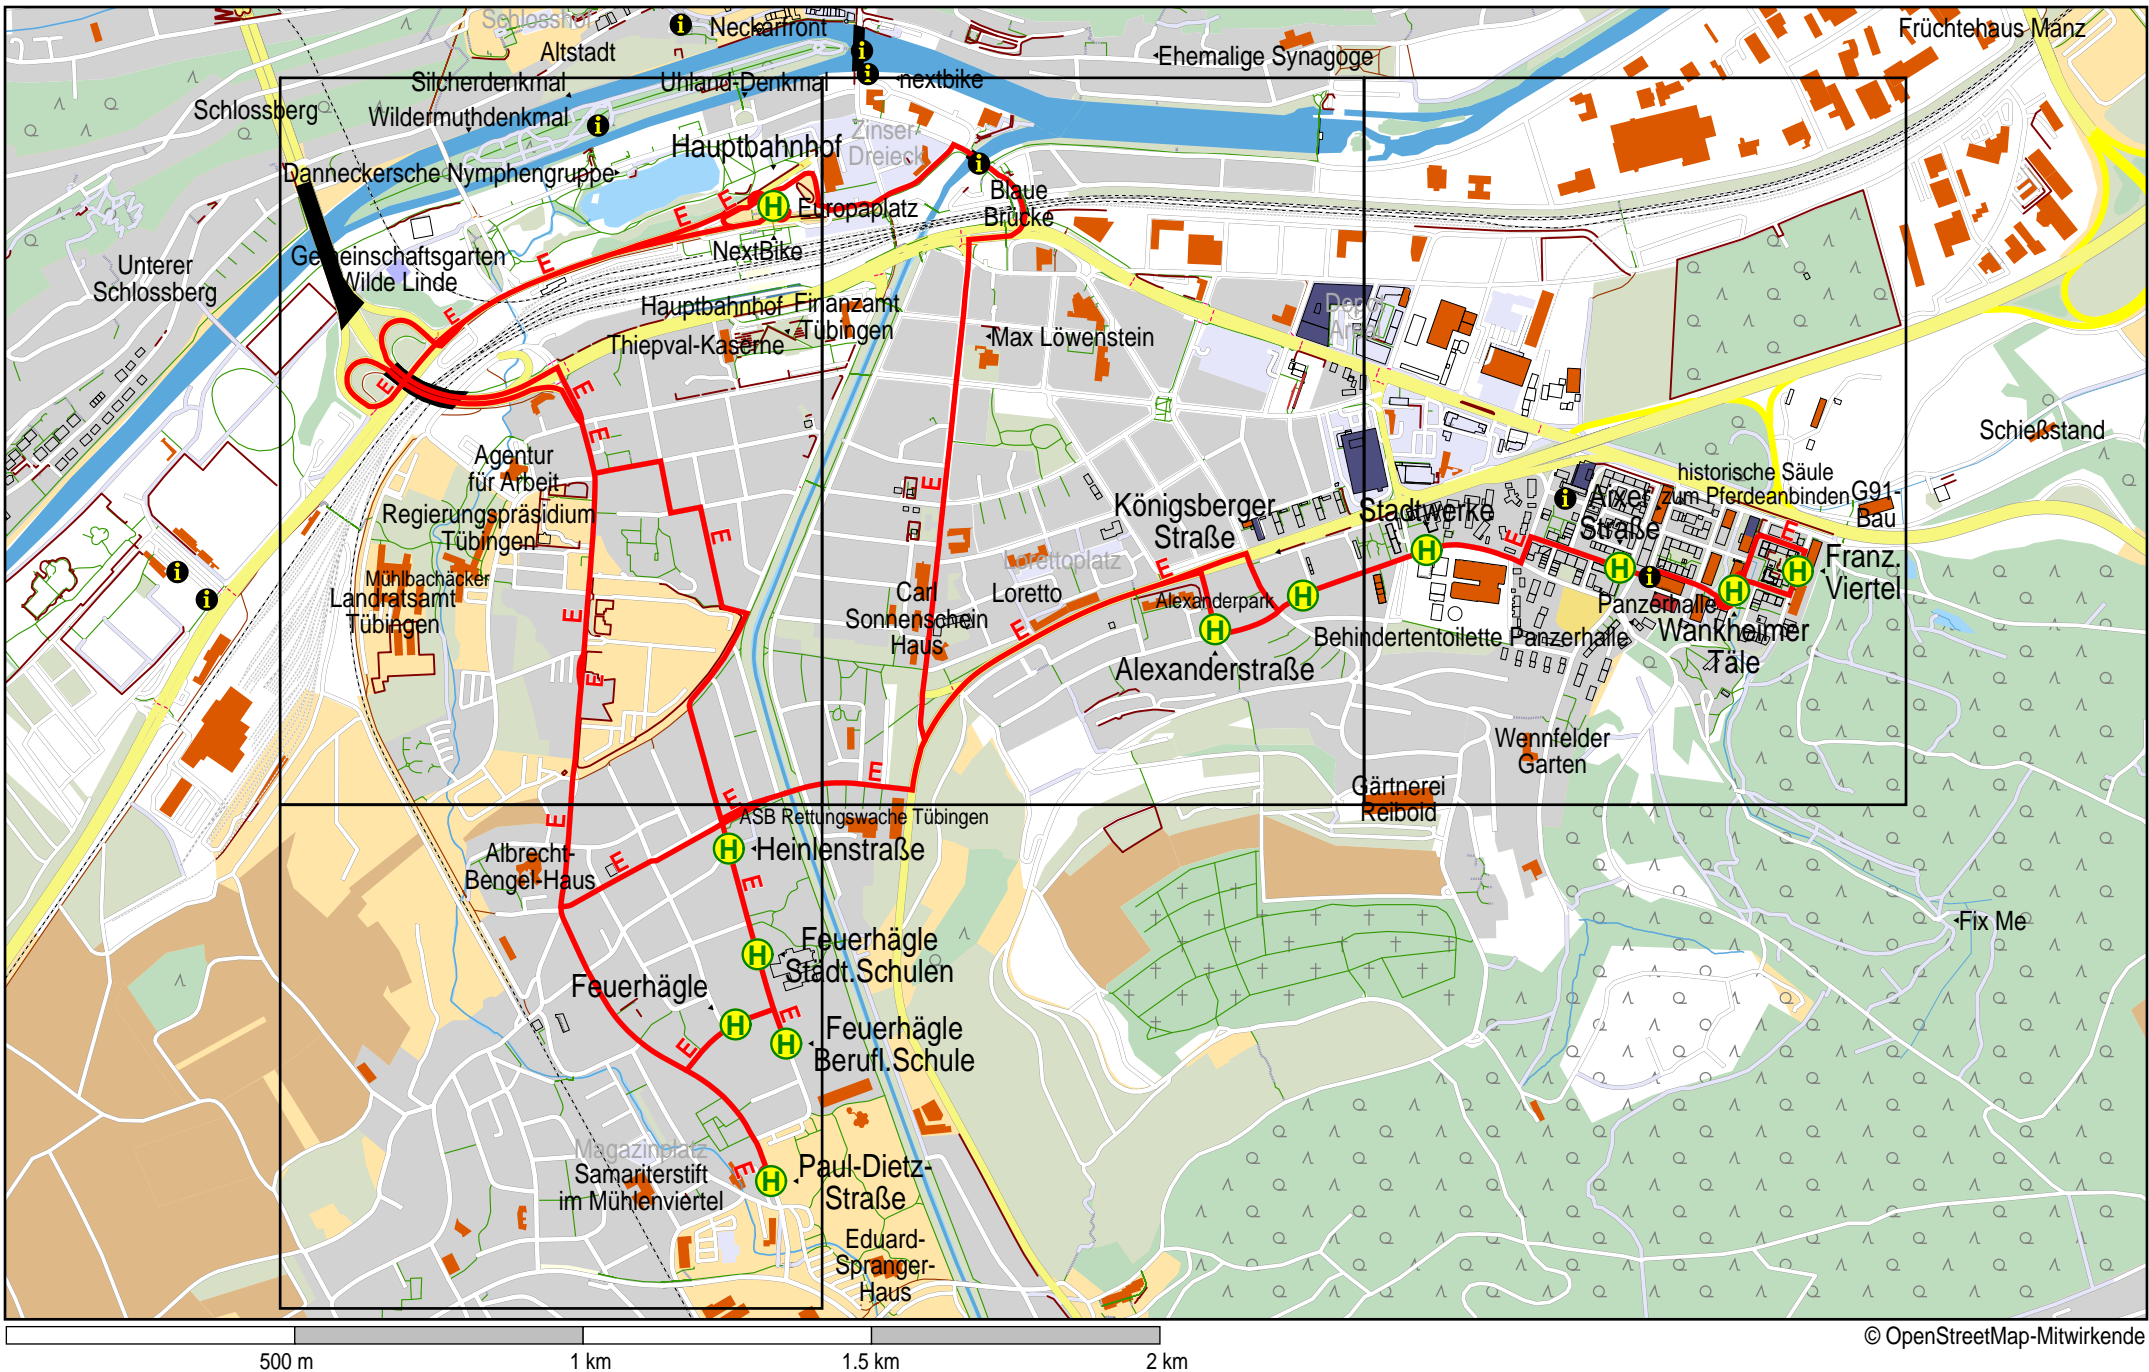 Schlosshof
Neckarfront
Früchtehaus Manz
Altstadt
Ehemalige Synagoge
Silcherdenkmal
Uhland-Denkmal
nextbike
Schlossberg
Wildermuthdenkmal
Zinser
Dreieck
Hauptbahnhof
Danneckersche Nymphengruppe
Blaue
Brücke
Europaplatz
NextBike
Gemeinschaftsgarten
Wilde Linde
Unterer
Schlossberg
Hauptbahnhof
Finanzamt
Tübingen
Thiepval-Kaserne
Max Löwenstein
Depot
Areal
Schießstand
Agentur
für Arbeit
Regierungspräsidium
Tübingen
Königsberger
Straße
Stadtwerke
historische Säule
zum Pferdeanbinden
G91-
Bau
Aixer
Straße
Franz.
Viertel
Lorettoplatz
Loretto
Mühlbachäcker
Landratsamt
Tübingen
Carl
Sonnenschein
Haus
Alexanderpark
Panzerhalle
Behindertentoilette Panzerhalle
Wankheimer
Täle
Alexanderstraße
Wennfelder
Garten
Gärtnerei
Reibold
ASB Rettungswache Tübingen
Heinlenstraße
Albrecht-
Bengel-Haus
Fix Me
Feuerhägle
Städt.Schulen
Feuerhägle
Feuerhägle
Berufl.Schule
Magazinplatz
Samariterstift
im Mühlenviertel
Paul-Dietz-
Straße
Eduard-
Spranger-
Haus
500 m
1 km
1.5 km
2 km
© OpenStreetMap-Mitwirkende